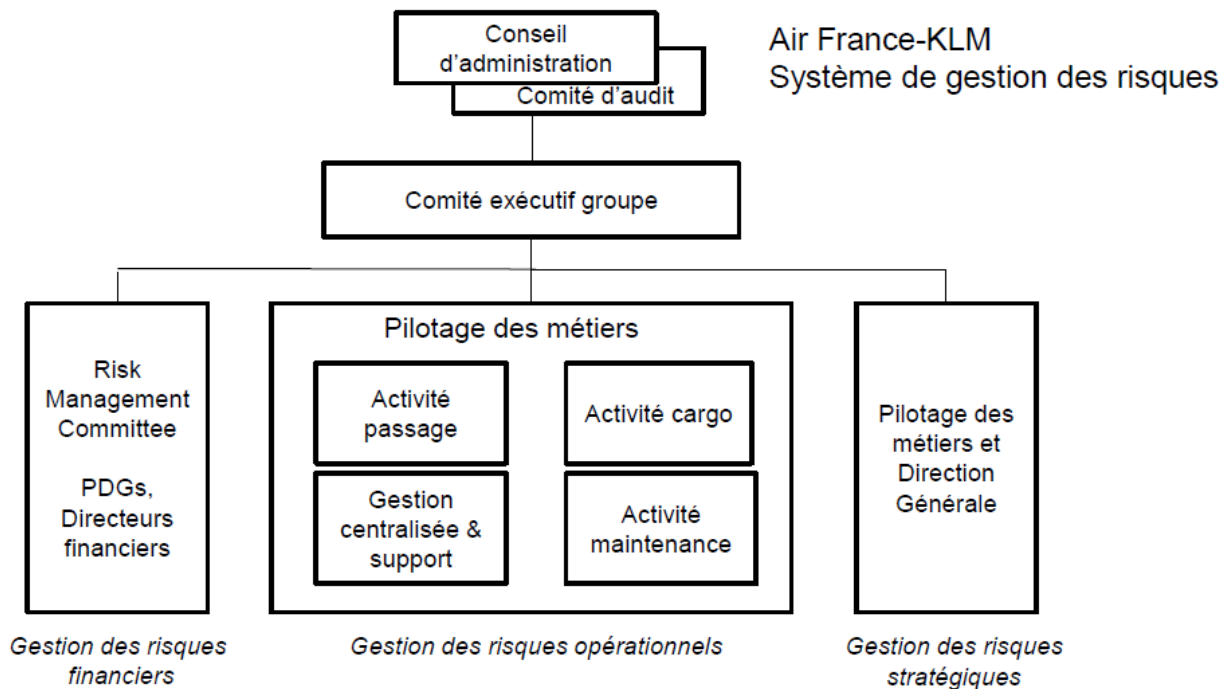 Conseil
d'administration
Comité d'audit
Air France-KLM
Système de gestion des risques
Comité exécutif groupe
Risk
Management
Committee
PDGs,
Directeurs
financiers
Pilotage des métiers
Activité
passage
Activité cargo
Gestion
centralisée &
support
Activité
maintenance
Pilotage des
métiers et
Direction
Générale
Gestion des risques
financiers
Gestion des risques opérationnels
Gestion des risques
stratégiques